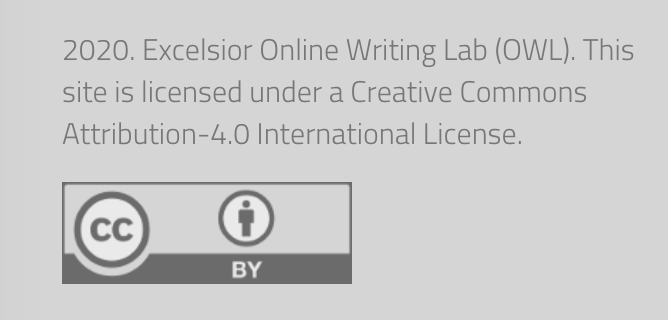 2020. Excelsior Online Writing Lab (OWL). This
site is licensed under a Creative Commons
Attribution-4.0 International License.
CC
BY